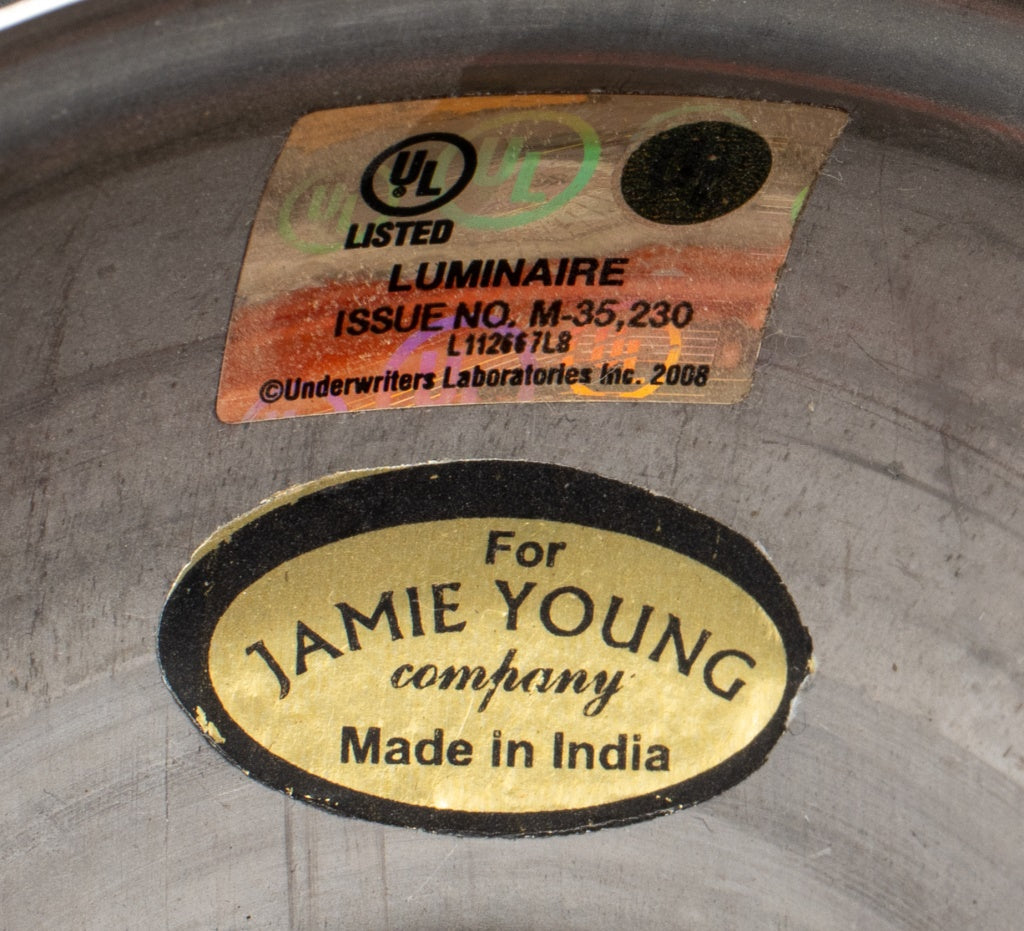 UL
LISTED
LUMINAIRE
ISSUE NO. M-35,230
L112667L8
©Underwriters Laboratories Inc. 2008
For
JAMIE YOUNG
company
Made in India